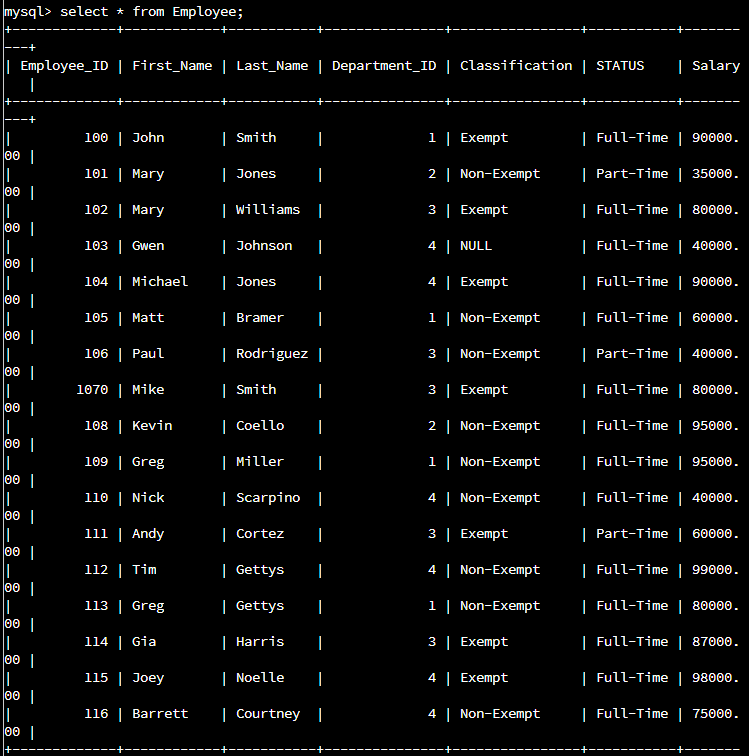 mysql> select * from Employee;
+-------------+------------+-----------+---------------+----------------+-----------+-------
---+
| Employee_ID | First_Name | Last_Name | Department_ID | Classification | STATUS    | Salary
   |
+-------------+------------+-----------+---------------+----------------+-----------+-------
---+
|         100 | John       | Smith     |             1 | Exempt         | Full-Time | 90000.
00 |
|         101 | Mary       | Jones     |             2 | Non-Exempt     | Part-Time | 35000.
00 |
|         102 | Mary       | Williams  |             3 | Exempt         | Full-Time | 80000.
00 |
|         103 | Gwen       | Johnson   |             4 | NULL           | Full-Time | 40000.
00 |
|         104 | Michael    | Jones     |             4 | Exempt         | Full-Time | 90000.
00 |
|         105 | Matt       | Bramer    |             1 | Non-Exempt     | Full-Time | 60000.
00 |
|         106 | Paul       | Rodriguez |             3 | Non-Exempt     | Part-Time | 40000.
00 |
|        1070 | Mike       | Smith     |             3 | Exempt         | Full-Time | 80000.
00 |
|         108 | Kevin      | Coello    |             2 | Non-Exempt     | Full-Time | 95000.
00 |
|         109 | Greg       | Miller    |             1 | Non-Exempt     | Full-Time | 95000.
00 |
|         110 | Nick       | Scarpino  |             4 | Non-Exempt     | Full-Time | 40000.
00 |
|         111 | Andy       | Cortez    |             3 | Exempt         | Part-Time | 60000.
00 |
|         112 | Tim        | Gettys    |             4 | Non-Exempt     | Full-Time | 99000.
00 |
|         113 | Greg       | Gettys    |             1 | Non-Exempt     | Full-Time | 80000.
00 |
|         114 | Gia        | Harris    |             3 | Exempt         | Full-Time | 87000.
00 |
|         115 | Joey       | Noelle    |             4 | Exempt         | Full-Time | 98000.
00 |
|         116 | Barrett    | Courtney  |             4 | Non-Exempt     | Full-Time | 75000.
00 |
+-------------+------------+-----------+---------------+----------------+-----------+-------